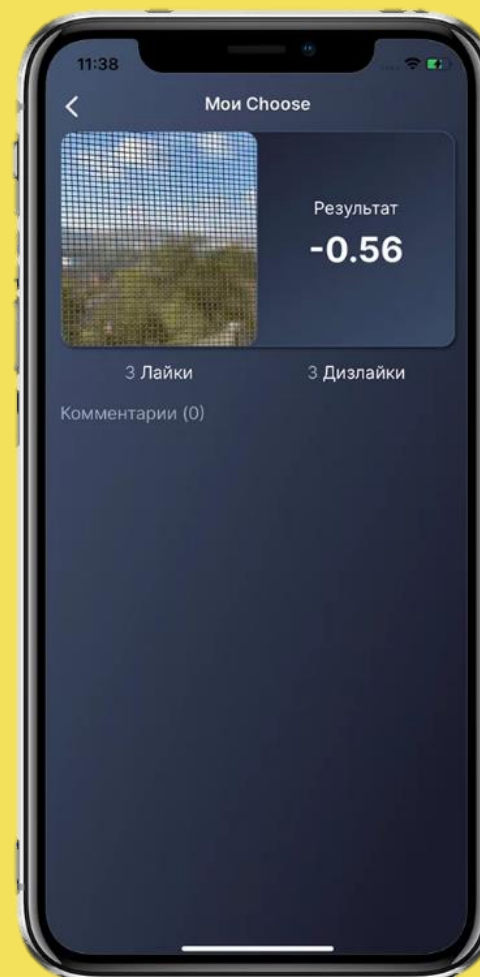 11:38
Мои Choose
Результат
-0.56
3 Лайки
3 Дизлайки
Комментарии (0)